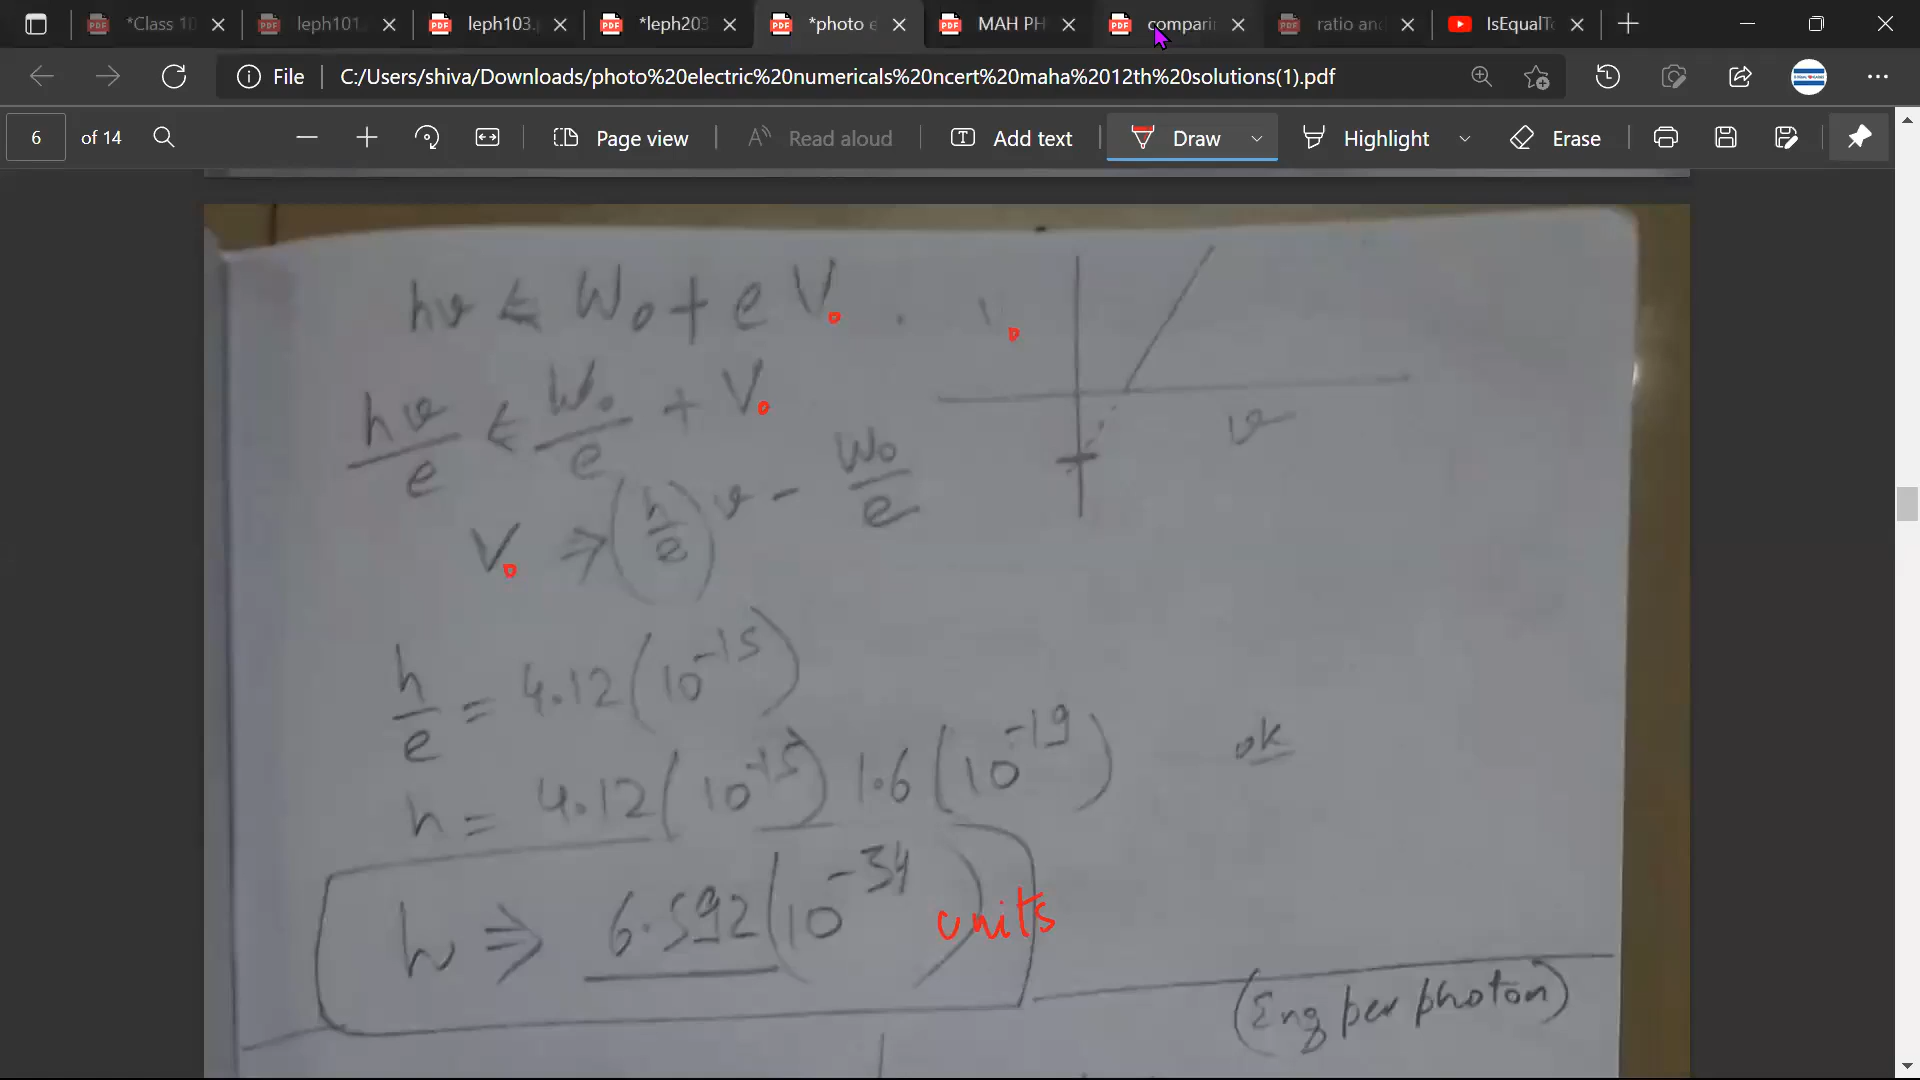 *Class 10
leph101.
leph103.
*leph203
*photo e
MAH PH
compari
ratio and
IsEqualTo
File
C:/Users/shiva/Downloads/photo%20electric%20numericals%20ncert%20maha%2012th%20solutions(1).pdf
6 of 14
Page view
Read aloud
Add text
Draw
Highlight
Erase
hν ⇐ W₀ + e V₀
V₀
hν/e ⇐ W₀/e + V₀
ν
V₀ ⇒ (h/e) ν - W₀/e
h/e = 4.12(10⁻¹⁵)
h = 4.12(10⁻¹⁵) 1.6(10⁻¹⁹)
ok
h ⇒ 6.592(10⁻³⁴) units
(Eng per photon)